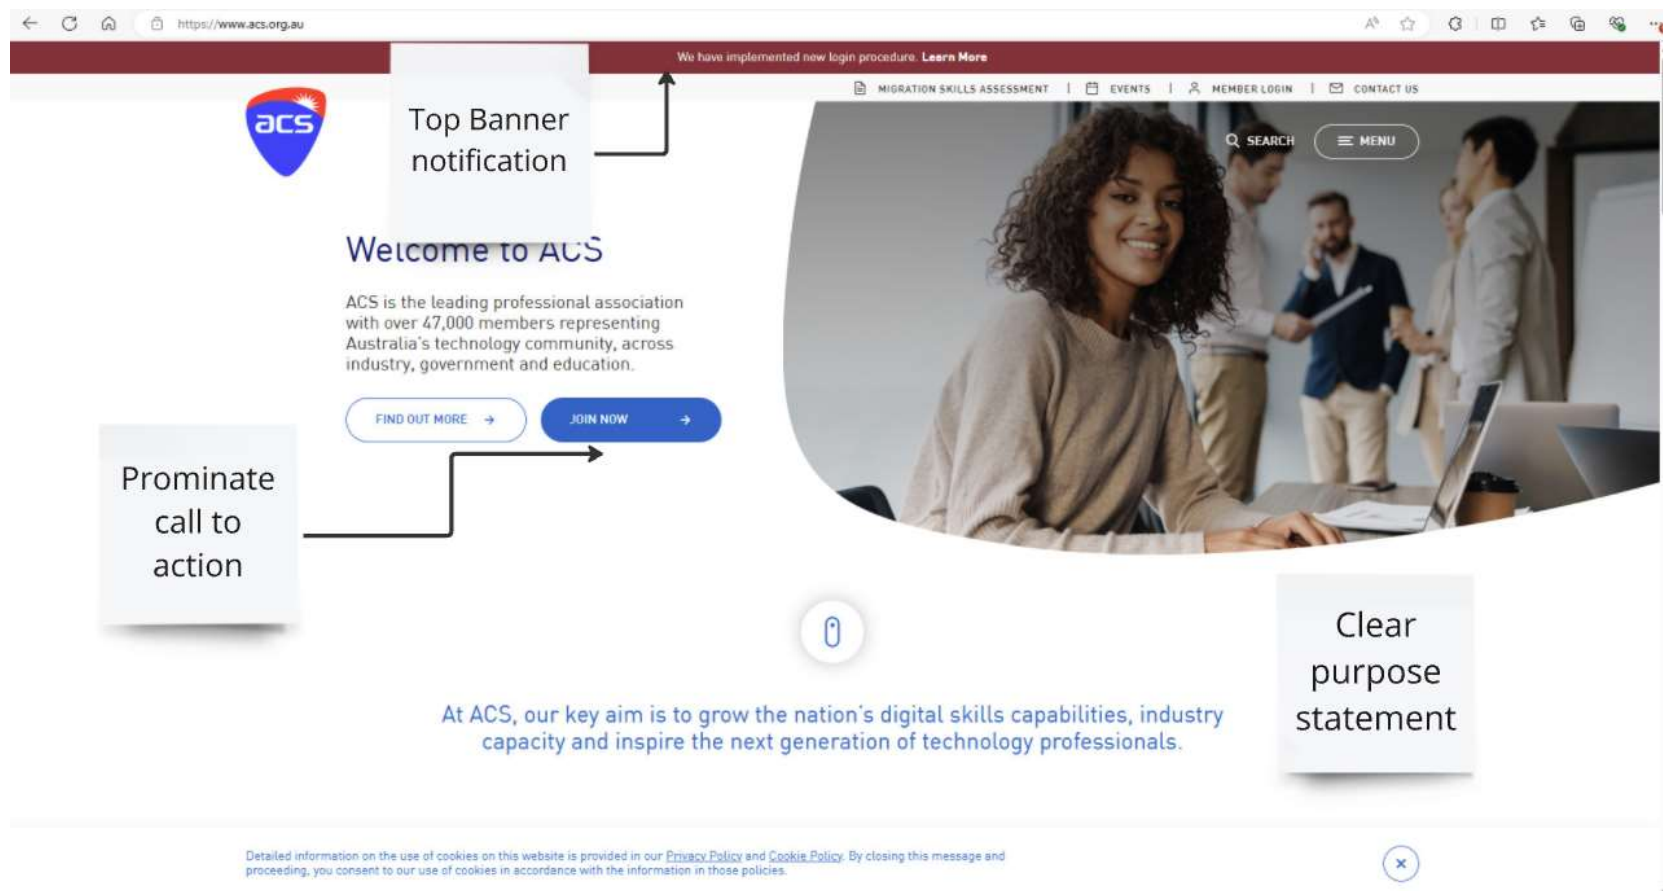 https://www.acs.org.au
We have implemented new login procedure. Learn More
MIGRATION SKILLS ASSESSMENT | EVENTS | MEMBER LOGIN | CONTACT US
acs
Top Banner
notification
SEARCH
MENU
Welcome to ACS
ACS is the leading professional association
with over 47,000 members representing
Australia's technology community, across
industry, government and education.
FIND OUT MORE →
JOIN NOW →
Prominate
call to
action
Clear
purpose
statement
At ACS, our key aim is to grow the nation's digital skills capabilities, industry
capacity and inspire the next generation of technology professionals.
Detailed information on the use of cookies on this website is provided in our Privacy Policy and Cookie Policy. By closing this message and
proceeding, you consent to our use of cookies in accordance with the information in those policies.